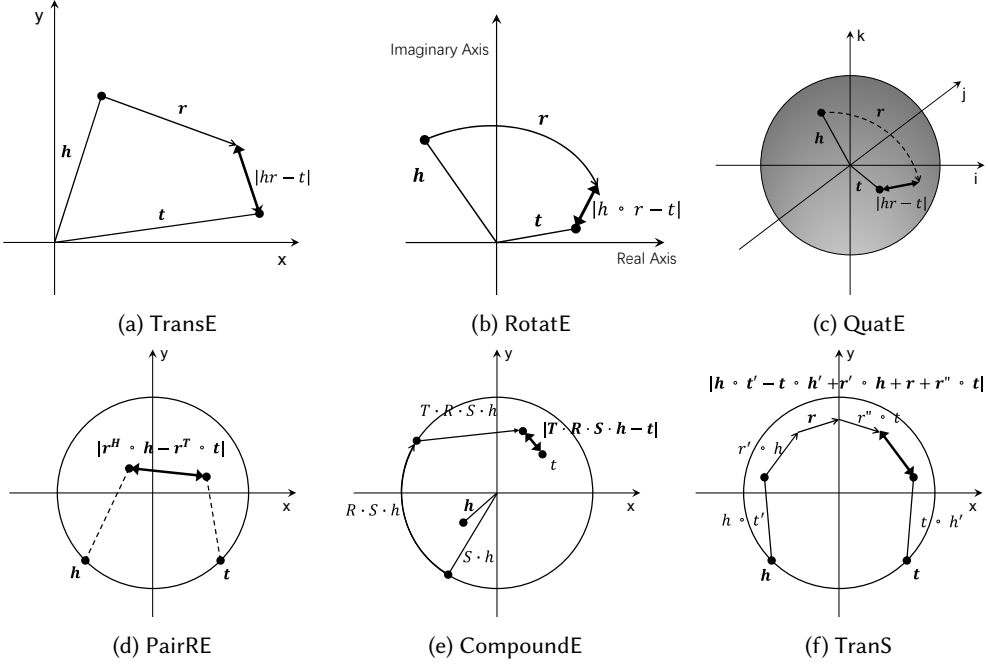 y
h
r
|hr − t|
t
x
(a) TransE
Imaginary Axis
r
h
t
|h ∘ r − t|
Real Axis
(b) RotatE
k
j
r
h
i
t
|hr − t|
(c) QuatE
y
|r^H ∘ h − r^T ∘ t|
x
h
t
(d) PairRE
y
T · R · S · h
|T · R · S · h − t|
t
R · S · h
h
x
S · h
(e) CompoundE
y
|h ∘ t′ − t ∘ h′ + r′ ∘ h + r + r″ ∘ t|
r
r″ ∘ t
r′ ∘ h
x
h ∘ t′
t ∘ h′
h
t
(f) TranS